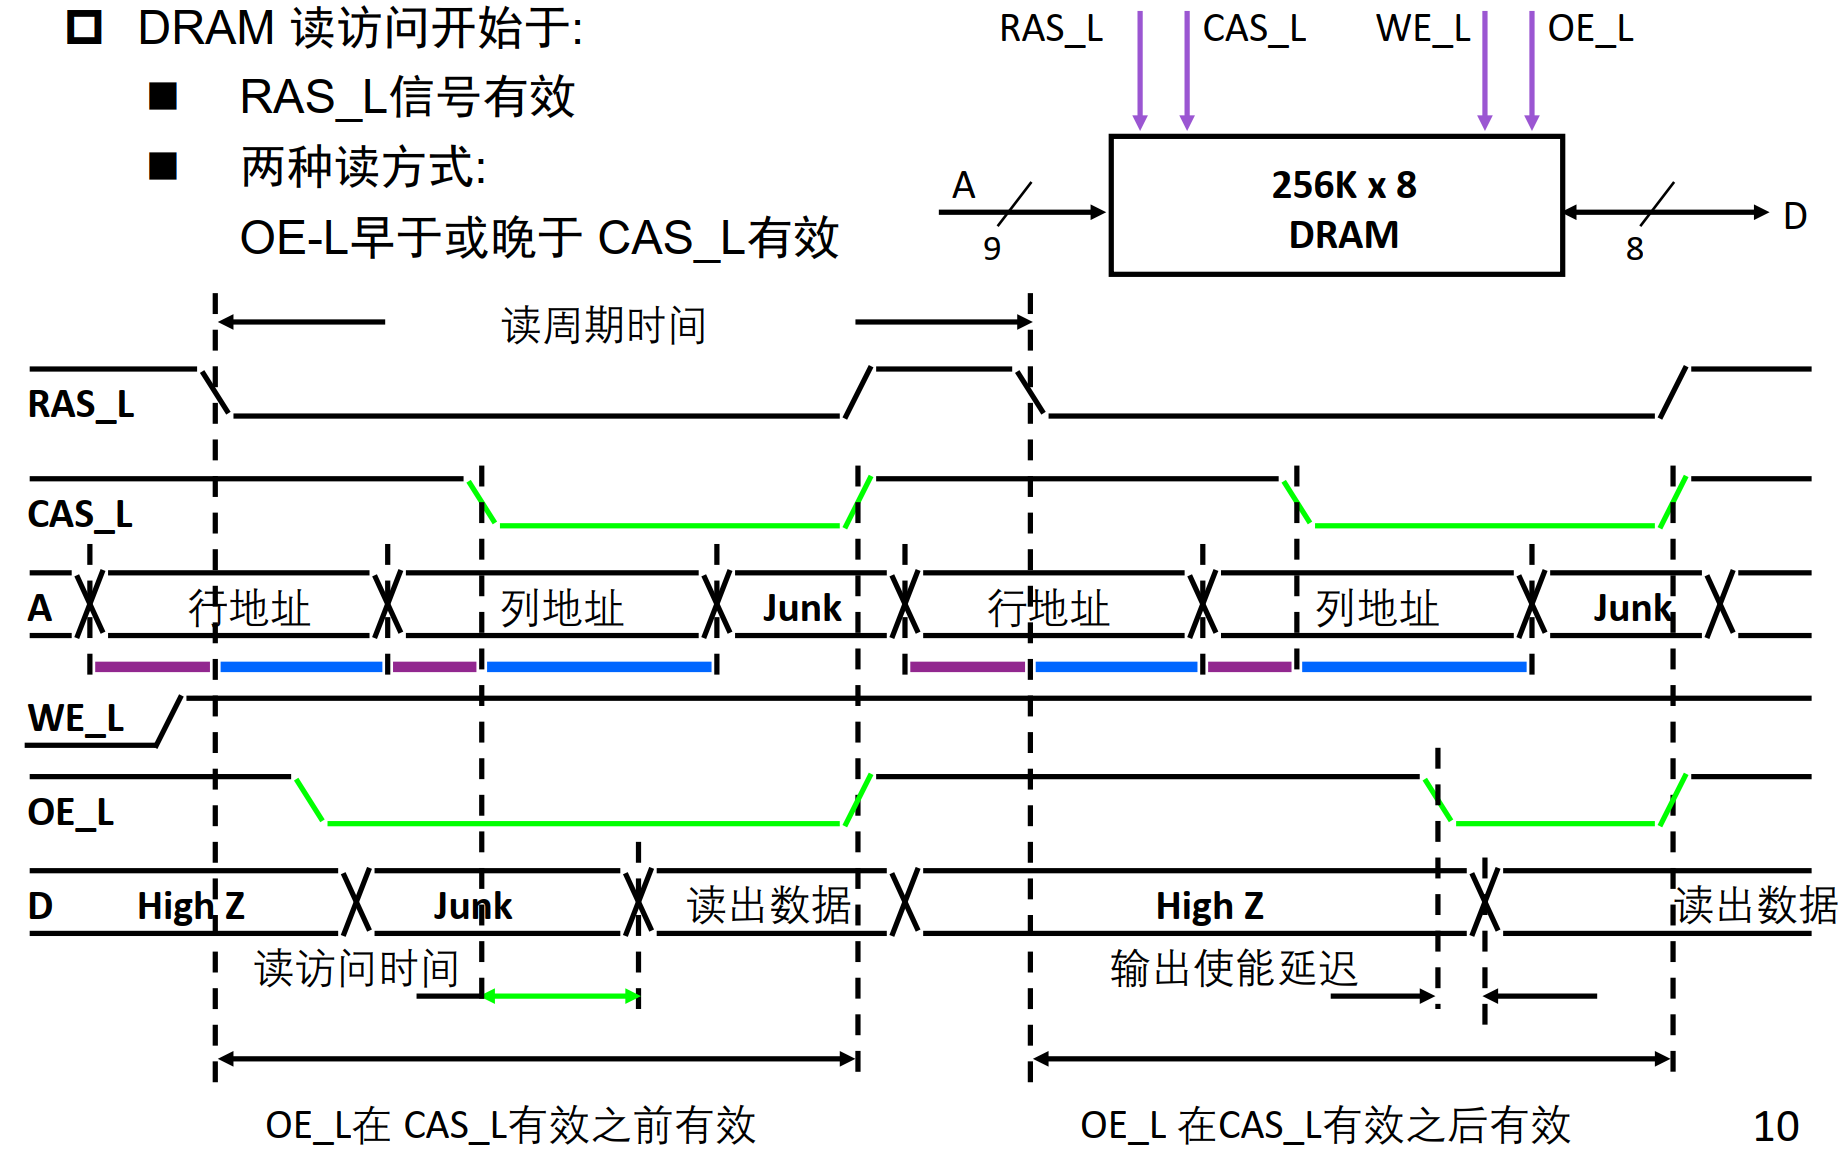 DRAM 读访问开始于:
RAS_L信号有效
两种读方式:
OE-L早于或晚于 CAS_L有效
RAS_L CAS_L WE_L OE_L
A 9
256K x 8
DRAM
8 D
读周期时间
RAS_L
CAS_L
A 行地址 列地址 Junk 行地址 列地址 Junk
WE_L
OE_L
D High Z Junk 读出数据 High Z 读出数据
读访问时间 输出使能延迟
OE_L在 CAS_L有效之前有效 OE_L 在CAS_L有效之后有效
10